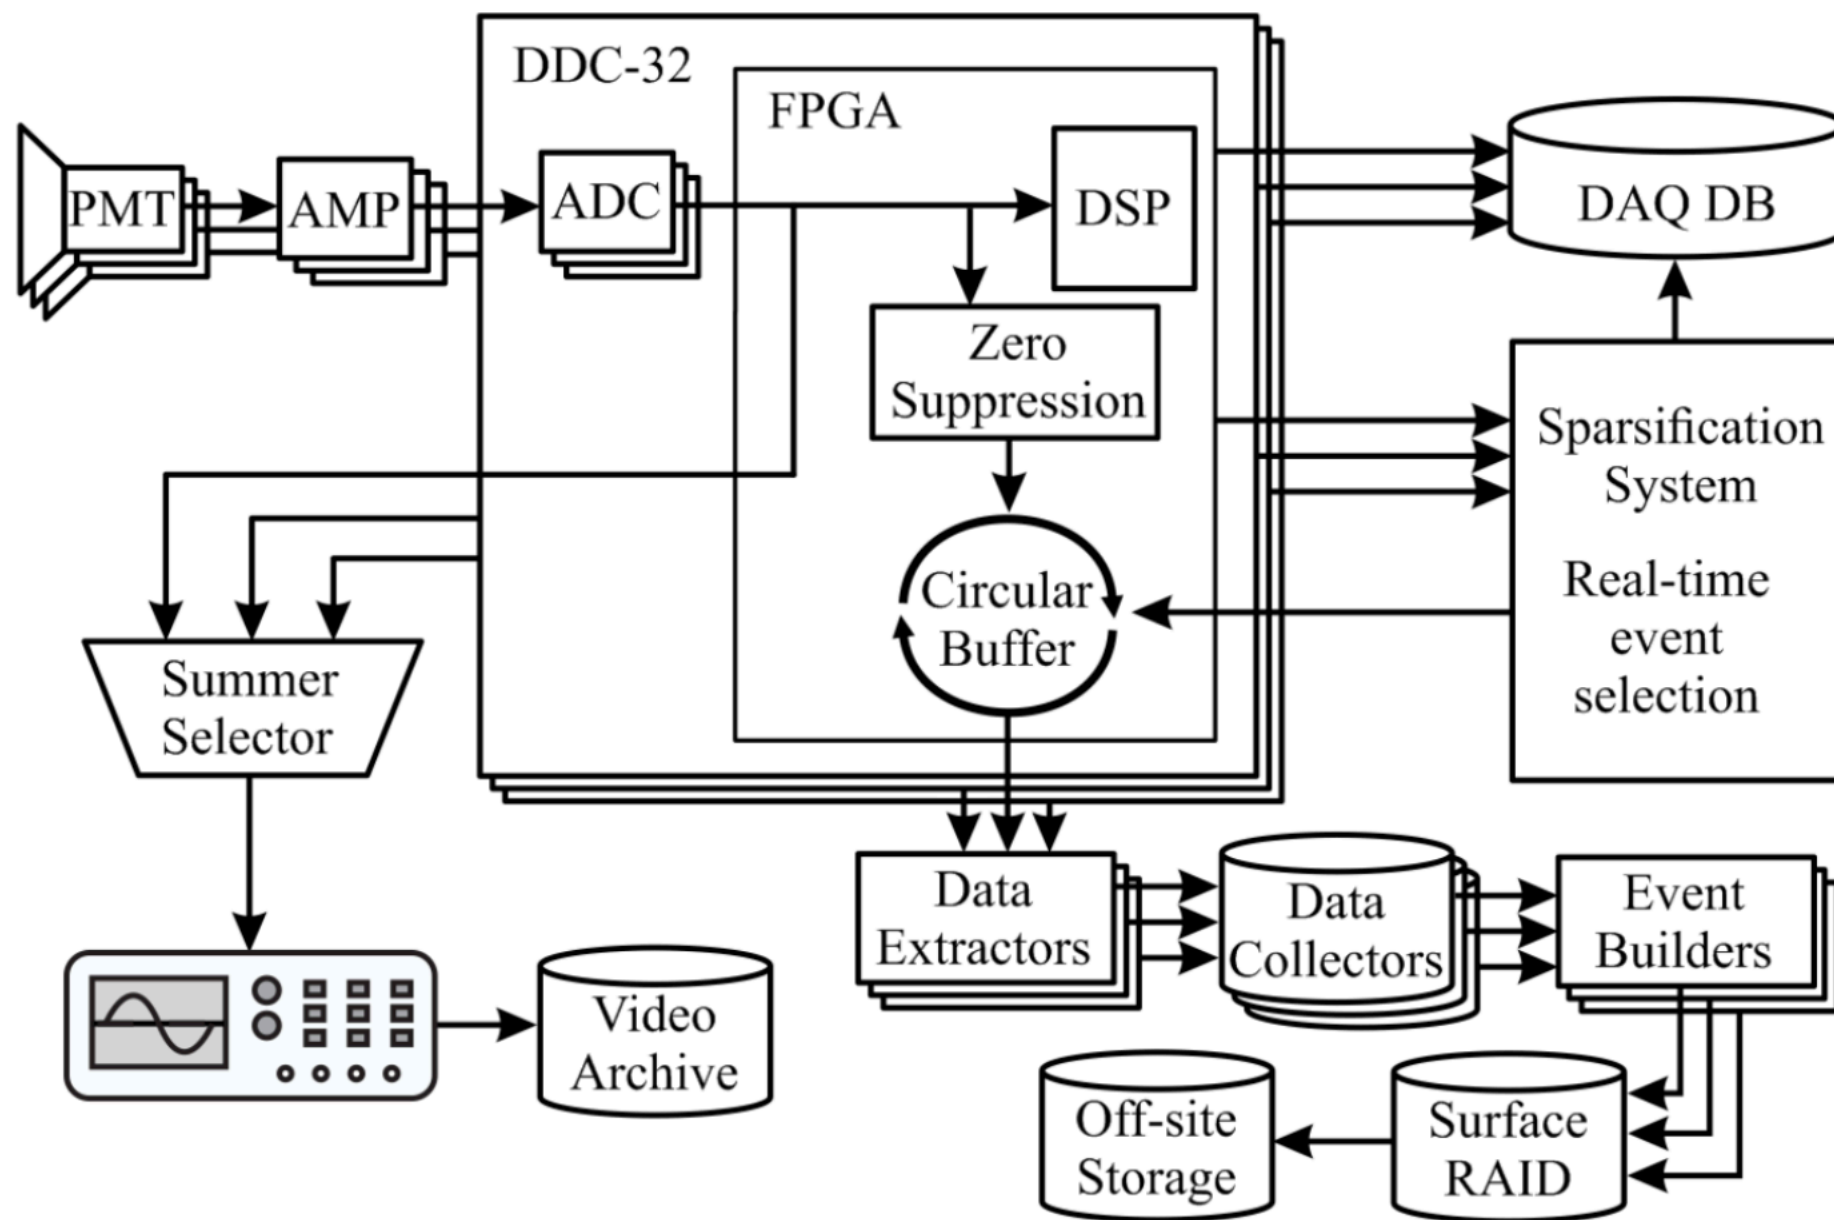 DDC-32
FPGA
PMT
AMP
ADC
DSP
DAQ DB
Zero
Suppression
Sparsification
System
Real-time
event
selection
Circular
Buffer
Summer
Selector
Data
Extractors
Data
Collectors
Event
Builders
Video
Archive
Off-site
Storage
Surface
RAID